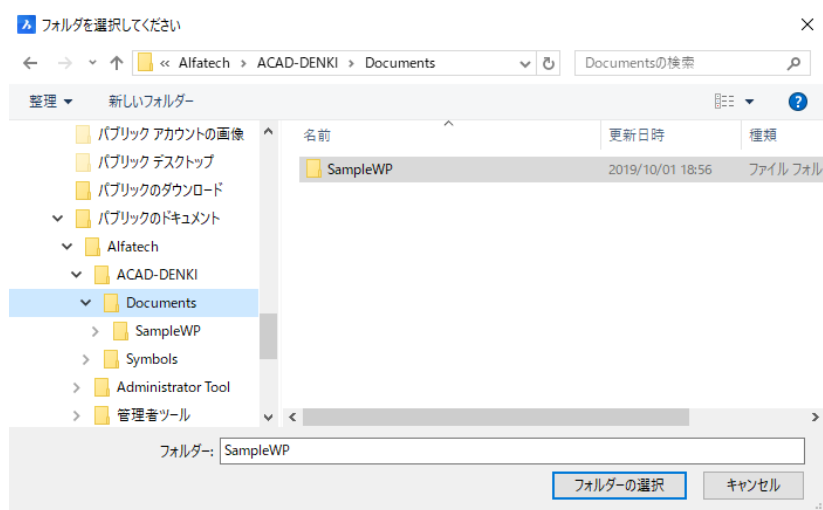 フォルダを選択してください
« Alfatech › ACAD-DENKI › Documents
Documentsの検索
整理 ▼ 新しいフォルダー
パブリック アカウントの画像
パブリック デスクトップ
パブリックのダウンロード
パブリックのドキュメント
Alfatech
ACAD-DENKI
Documents
SampleWP
Symbols
Administrator Tool
管理者ツール
名前 更新日時 種類
SampleWP 2019/10/01 18:56 ファイル フォル
フォルダー: SampleWP
フォルダーの選択 キャンセル